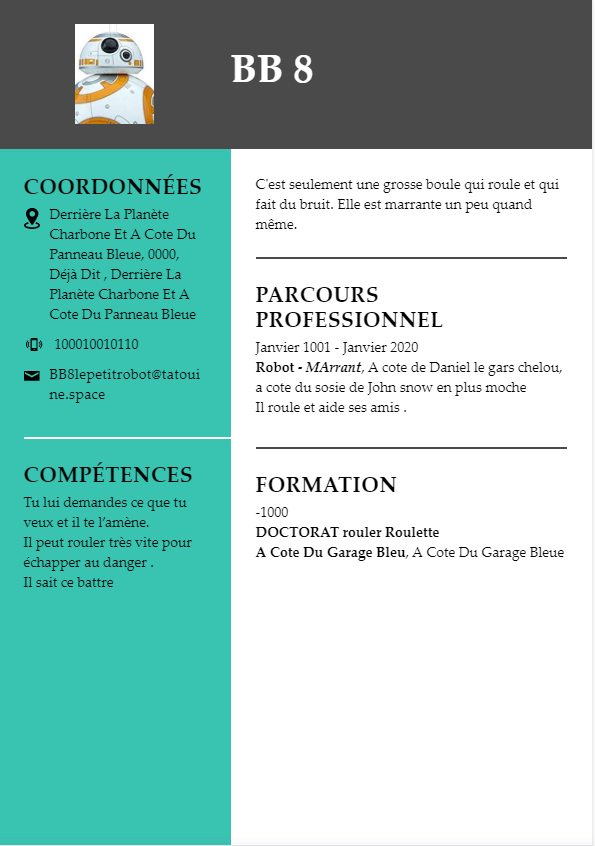 BB 8
COORDONNÉES
Derrière La Planète
Charbone Et A Cote Du
Panneau Bleue, 0000,
Déjà Dit , Derrière La
Planète Charbone Et A
Cote Du Panneau Bleue
100010010110
BB8lepetitrobot@tatoui
ne.space
COMPÉTENCES
Tu lui demandes ce que tu
veux et il te l’amène.
Il peut rouler très vite pour
échapper au danger .
Il sait ce battre
C'est seulement une grosse boule qui roule et qui
fait du bruit. Elle est marrante un peu quand
même.
PARCOURS
PROFESSIONNEL
Janvier 1001 - Janvier 2020
Robot - MArrant, A cote de Daniel le gars chelou,
a cote du sosie de John snow en plus moche
Il roule et aide ses amis .
FORMATION
-1000
DOCTORAT rouler Roulette
A Cote Du Garage Bleu, A Cote Du Garage Bleue